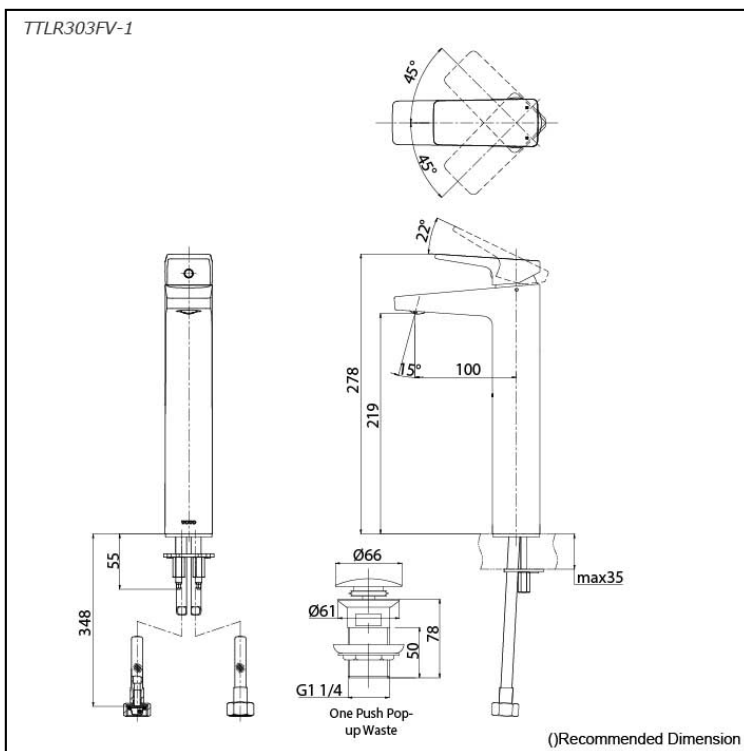 TTLR303FV-1
45°
45°
22°
15°
100
278
219
55
348
max35
Ø66
Ø61
50
78
G1 1/4
One Push Pop-
up Waste
()Recommended Dimension